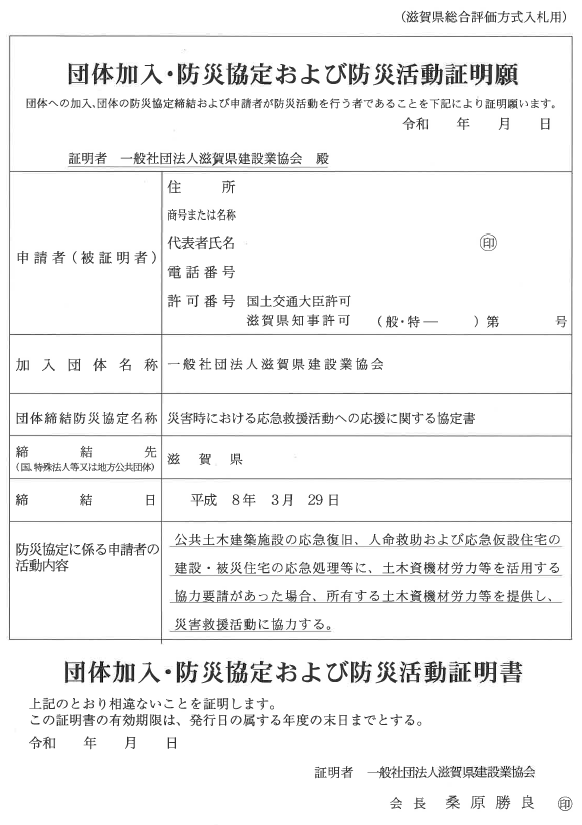 （滋賀県総合評価方式入札用）
団体加入・防災協定および防災活動証明願
団体への加入、団体の防災協定締結および申請者が防災活動を行う者であることを下記により証明願います。
令和　　年　　月　　日
証明者　一般社団法人滋賀県建設業協会　殿
申請者（被証明者）
住　　所
商号または名称
代表者氏名　㊞
電話番号
許可番号　国土交通大臣許可
滋賀県知事許可　（般・特―　　）第　　　号
加入団体名称　一般社団法人滋賀県建設業協会
団体締結防災協定名称　災害時における応急救援活動への応援に関する協定書
締結先　滋賀県
（国、特殊法人等又は地方公共団体）
締結日　平成　8年　3月　29日
防災協定に係る申請者の
活動内容
公共土木建築施設の応急復旧、人命救助および応急仮設住宅の
建設・被災住宅の応急処理等に、土木資機材労力等を活用する
協力要請があった場合、所有する土木資機材労力等を提供し、
災害救援活動に協力する。
団体加入・防災協定および防災活動証明書
上記のとおり相違ないことを証明します。
この証明書の有効期限は、発行日の属する年度の末日までとする。
令和　　年　　月　　日
証明者　一般社団法人滋賀県建設業協会
会長　桑原勝良　㊞